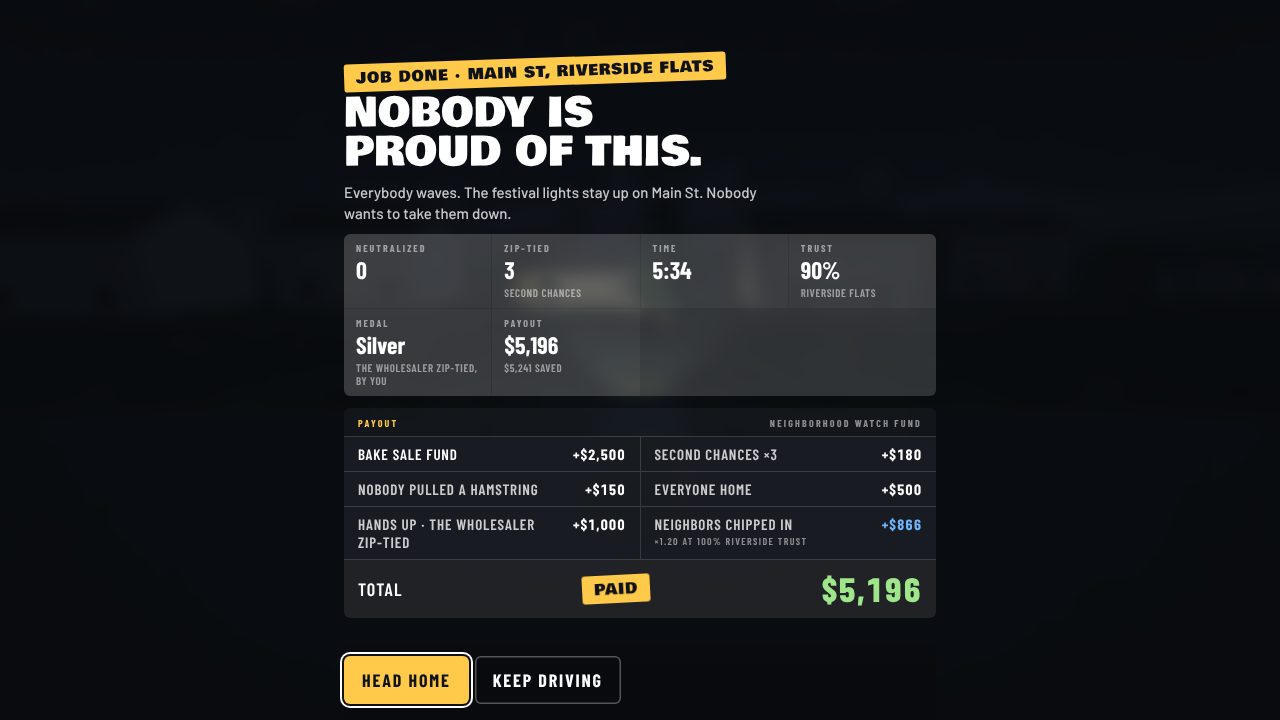 JOB DONE · MAIN ST, RIVERSIDE FLATS
NOBODY IS
PROUD OF THIS.
Everybody waves. The festival lights stay up on Main St. Nobody
wants to take them down.
NEUTRALIZED
0
ZIP-TIED
3
SECOND CHANCES
TIME
5:34
TRUST
90%
RIVERSIDE FLATS
MEDAL
Silver
THE WHOLESALER ZIP-TIED,
BY YOU
PAYOUT
$5,196
$5,241 SAVED
PAYOUT
NEIGHBORHOOD WATCH FUND
BAKE SALE FUND +$2,500
SECOND CHANCES ×3 +$180
NOBODY PULLED A HAMSTRING +$150
EVERYONE HOME +$500
HANDS UP · THE WHOLESALER +$1,000
ZIP-TIED
NEIGHBORS CHIPPED IN +$866
×1.20 AT 100% RIVERSIDE TRUST
TOTAL PAID $5,196
HEAD HOME
KEEP DRIVING